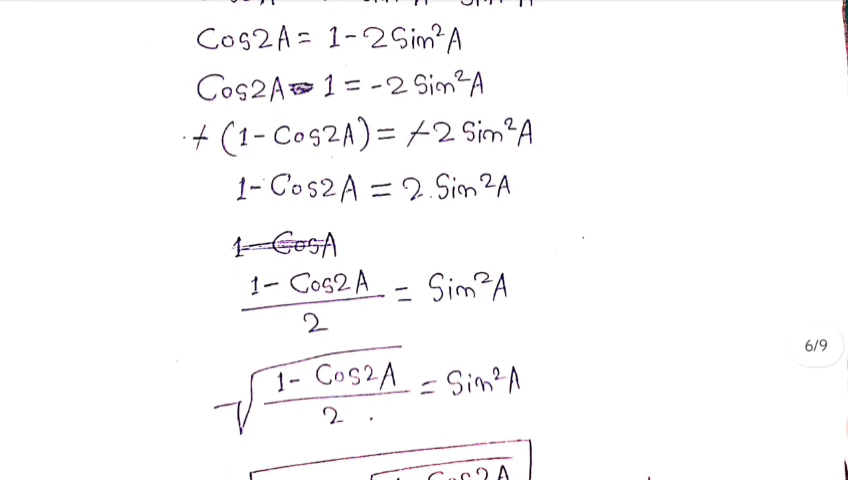 Cos2A = 1-2Sin²A
Cos2A - 1 = -2 Sin²A
+ (1- Cos2A) = +2 Sin²A
1- Cos2A = 2.Sin2A
1- CosA
1- Cos2A / 2 = Sin²A
√(1- Cos2A / 2) = Sin²A
Cos2A
6/9